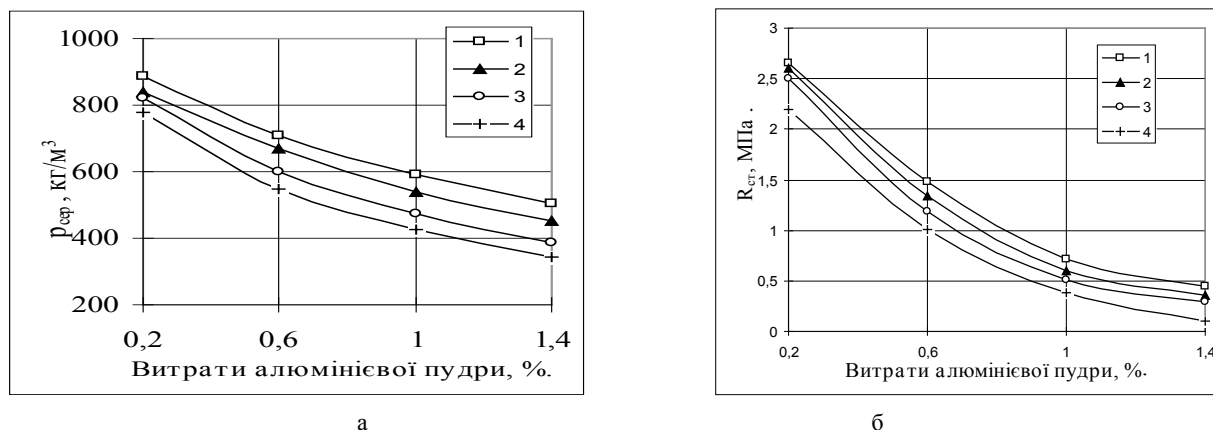 1000
800
600
400
200
ρсер , кг/м³
0,2 0,6 1 1,4
Витрати алюмінієвої пудри, %.
1
2
3
4
а
2,5
2
1,5
1
0,5
0
Rст, МПа .
0,2 0,6 1 1,4
Витрати алюмінієвої пудри, %.
1
2
3
4
б